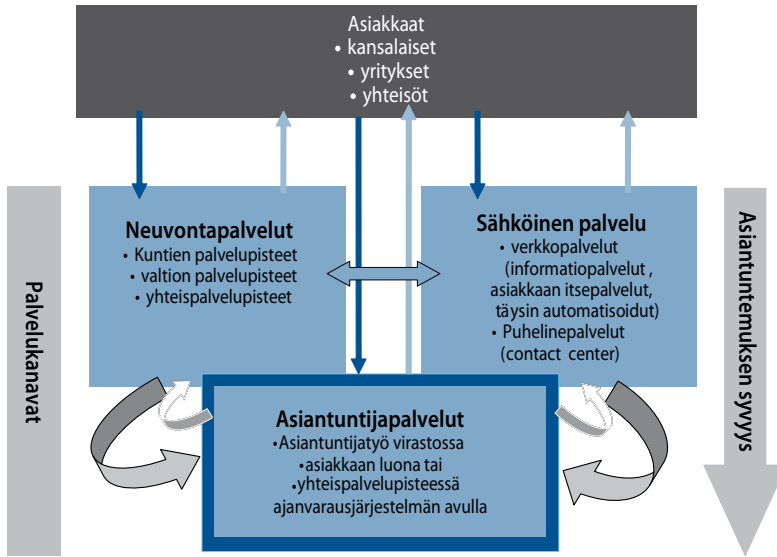 Asiakkaat
• kansalaiset
• yritykset
• yhteisöt
Palvelukanavat
Neuvontapalvelut
• Kuntien palvelupisteet
• valtion palvelupisteet
• yhteispalvelupisteet
Sähköinen palvelu
• verkkopalvelut
(informatiopalvelut ,
asiakkaan itsepalvelut,
täysin automatisoidut)
• Puhelinepalvelut
(contact center)
Asiantuntemuksen syvyys
Asiantuntijapalvelut
•Asiantuntijatyö virastossa
•asiakkaan luona tai
•yhteispalvelupisteessä
ajanvarausjärjestelmän avulla